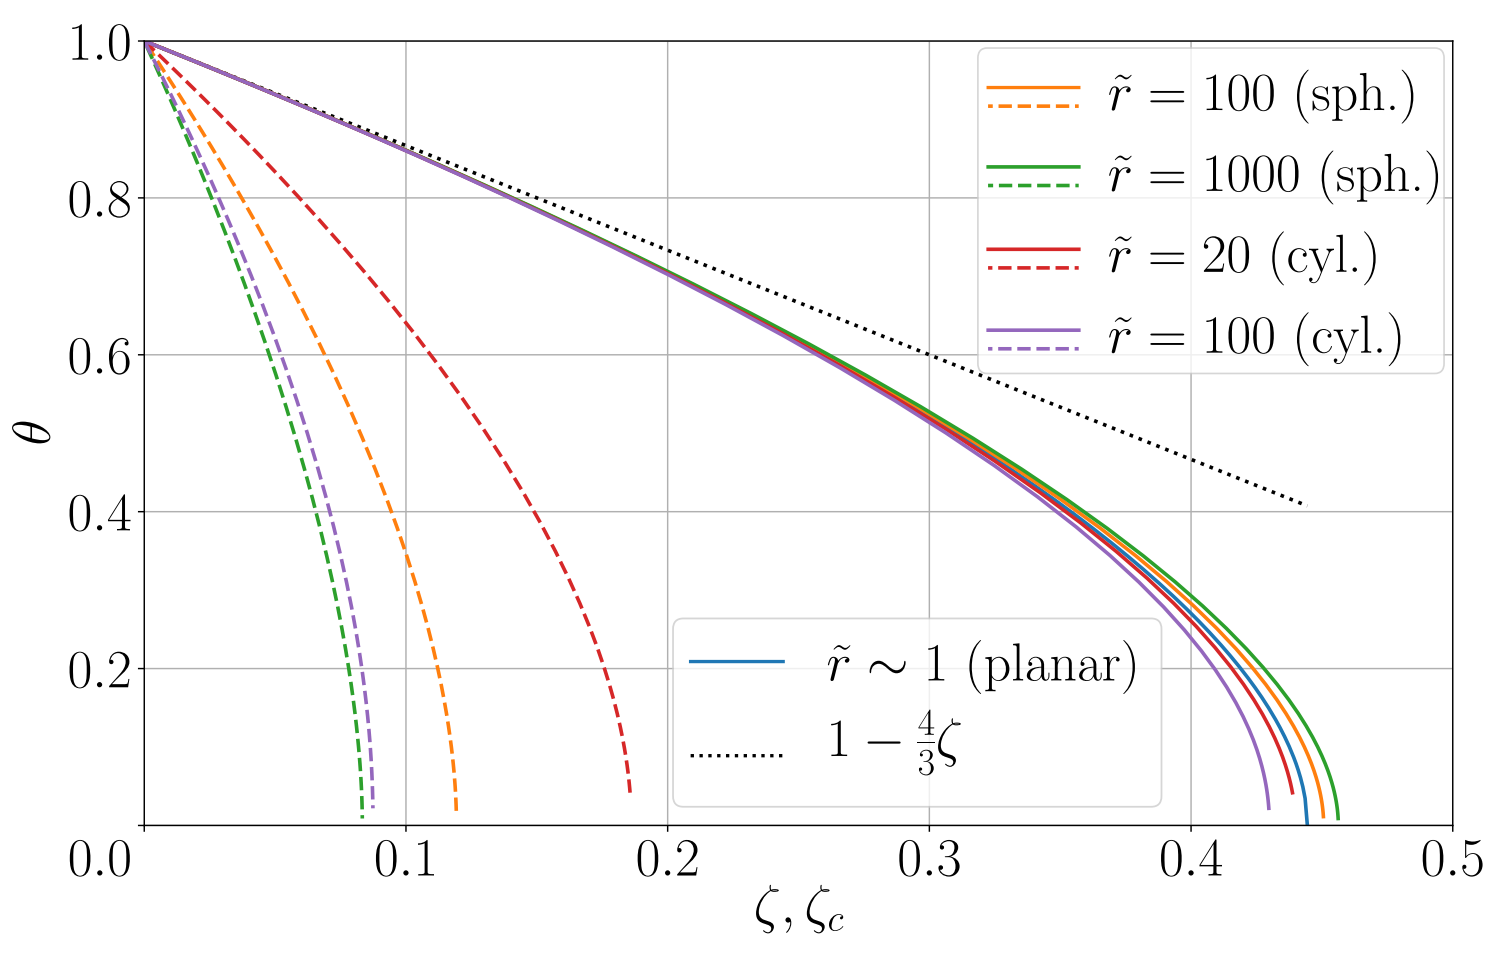 1.0
0.8
0.6
0.4
0.2
0.0
θ
0.1
0.2
0.3
0.4
0.5
ζ, ζ_c
r̃ = 100 (sph.)
r̃ = 1000 (sph.)
r̃ = 20 (cyl.)
r̃ = 100 (cyl.)
r̃ ∼ 1 (planar)
1 − 4/3 ζ